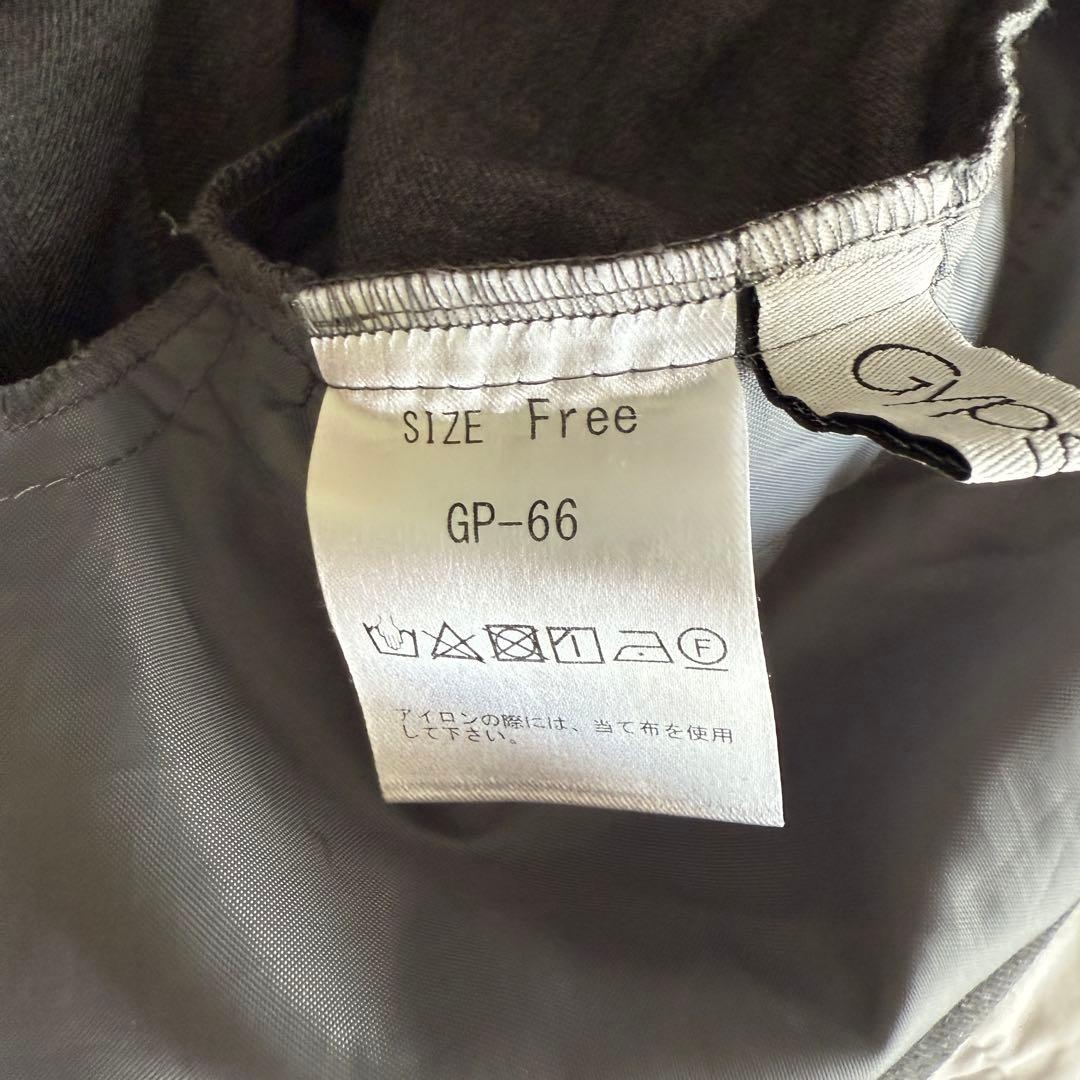 SIZE Free
GP-66
F
アイロンの際には、当て布を使用
して下さい。